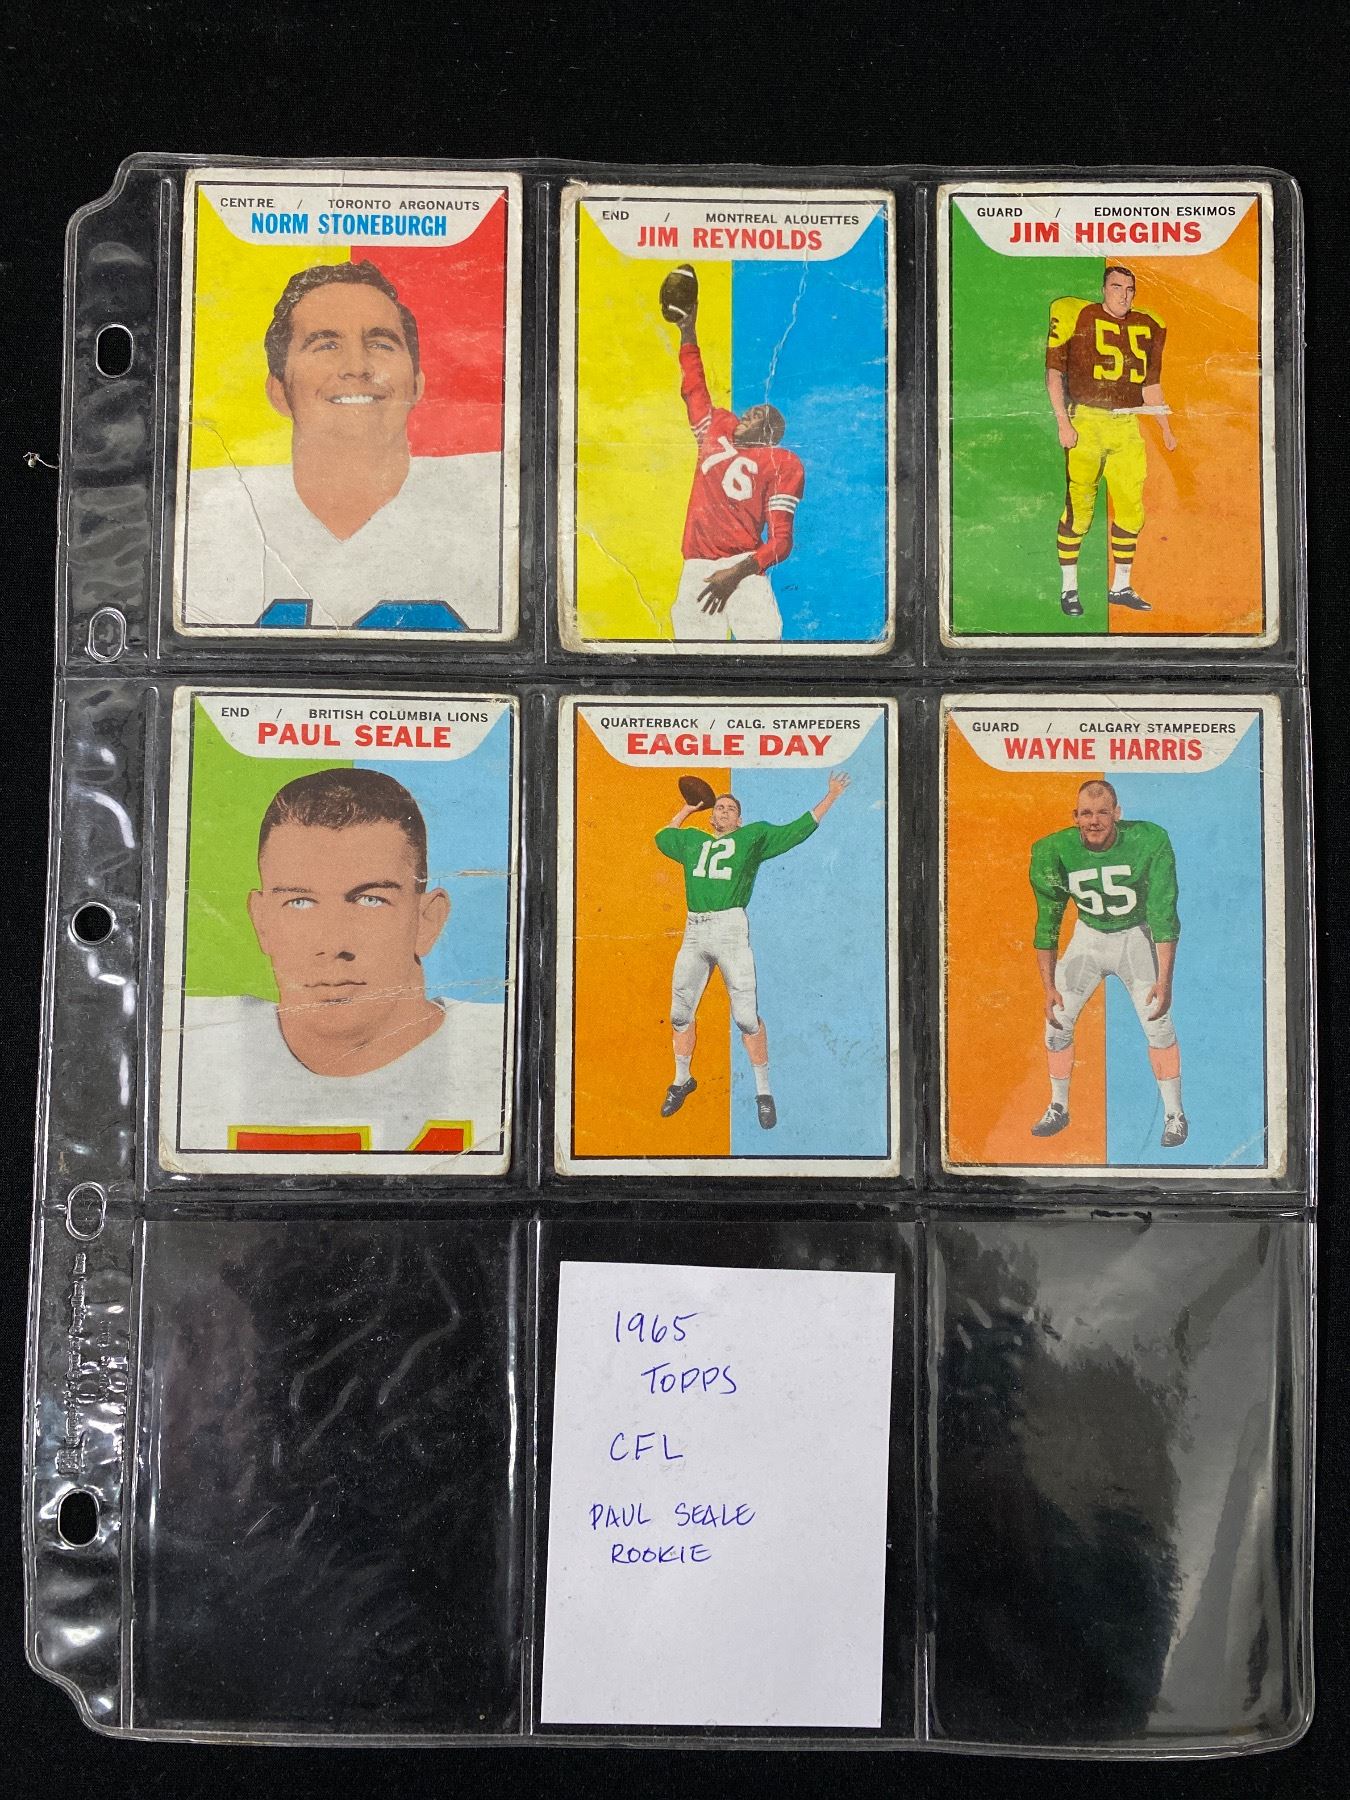 CENTRE / TORONTO ARGONAUTS
NORM STONEBURGH
END / MONTREAL ALOUETTES
JIM REYNOLDS
76
GUARD / EDMONTON ESKIMOS
JIM HIGGINS
55
END / BRITISH COLUMBIA LIONS
PAUL SEALE
QUARTERBACK / CALG. STAMPEDERS
EAGLE DAY
12
GUARD / CALGARY STAMPEDERS
WAYNE HARRIS
55
1965
TOPPS
CFL
PAUL SEALE
ROOKIE